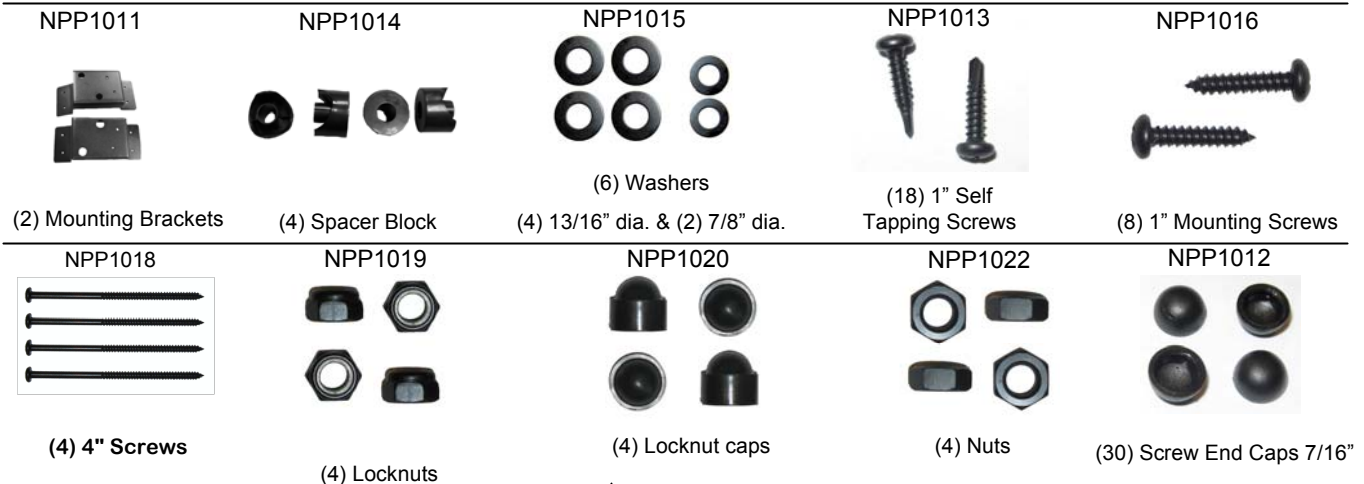 NPP1011
NPP1014
NPP1015
NPP1013
NPP1016
(2) Mounting Brackets
(4) Spacer Block
(6) Washers
(4) 13/16” dia. & (2) 7/8” dia.
(18) 1” Self
Tapping Screws
(8) 1” Mounting Screws
NPP1018
NPP1019
NPP1020
NPP1022
NPP1012
(4) 4" Screws
(4) Locknuts
(4) Locknut caps
(4) Nuts
(30) Screw End Caps 7/16”